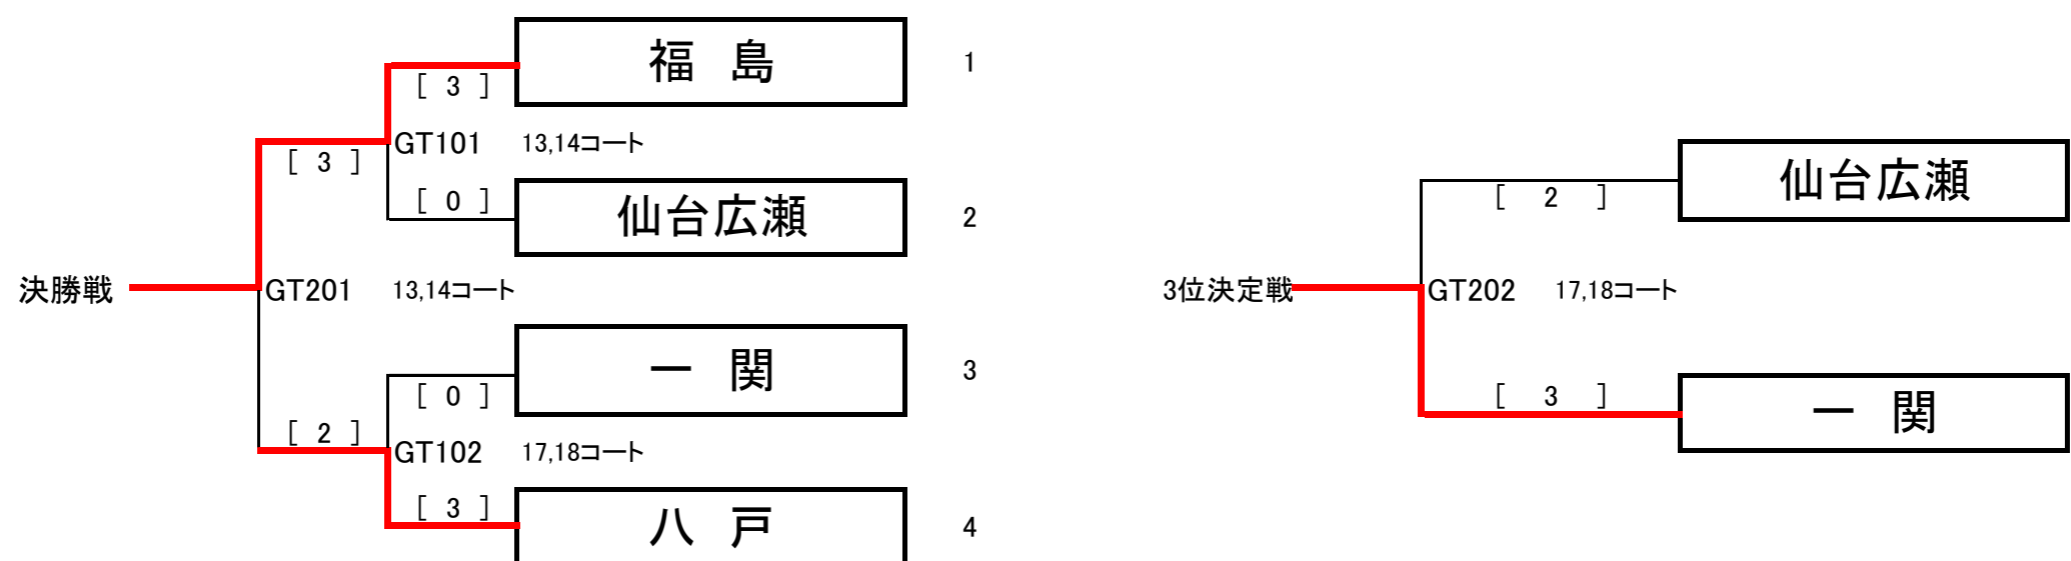 福 島 1
[ 3 ]
GT101 13,14コート
[ 3 ]
[ 0 ]
仙台広瀬 2
決勝戦 GT201 13,14コート
一 関 3
[ 0 ]
[ 2 ]
GT102 17,18コート
[ 3 ]
八 戸 4
仙台広瀬
[ 2 ]
3位決定戦 GT202 17,18コート
[ 3 ]
一 関